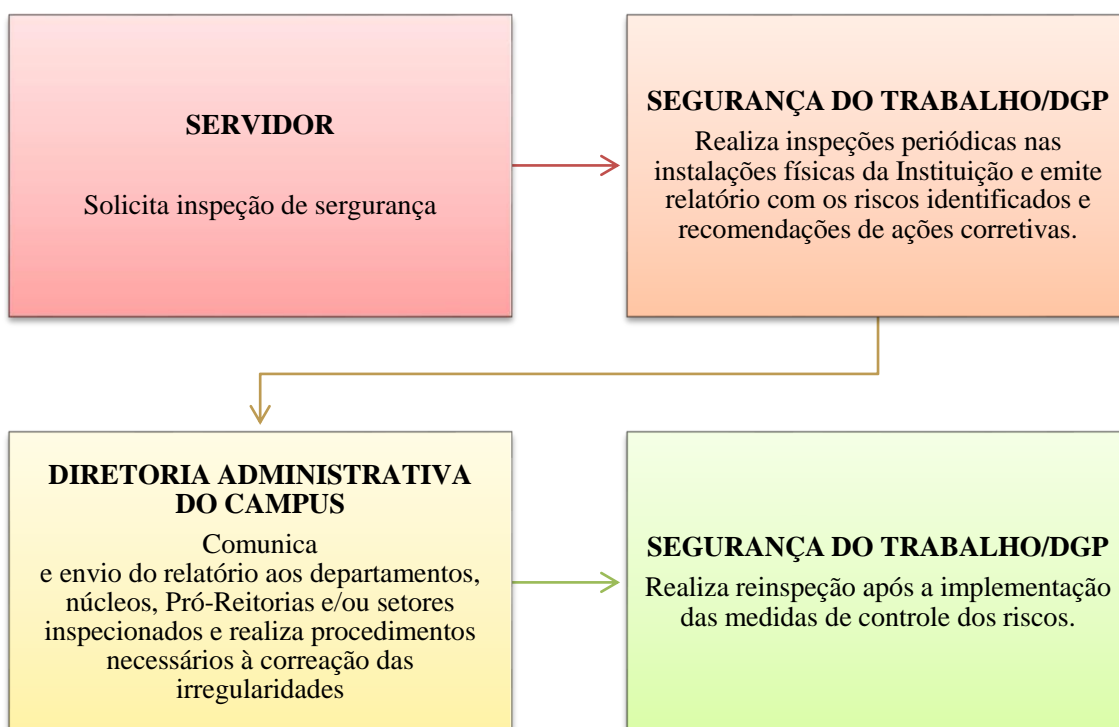 SERVIDOR
Solicita inspeção de sergurança
SEGURANÇA DO TRABALHO/DGP
Realiza inspeções periódicas nas
instalações físicas da Instituição e emite
relatório com os riscos identificados e
recomendações de ações corretivas.
DIRETORIA ADMINISTRATIVA
DO CAMPUS
Comunica
e envio do relatório aos departamentos,
núcleos, Pró-Reitorias e/ou setores
inspecionados e realiza procedimentos
necessários à correação das
irregularidades
SEGURANÇA DO TRABALHO/DGP
Realiza reinspeção após a implementação
das medidas de controle dos riscos.